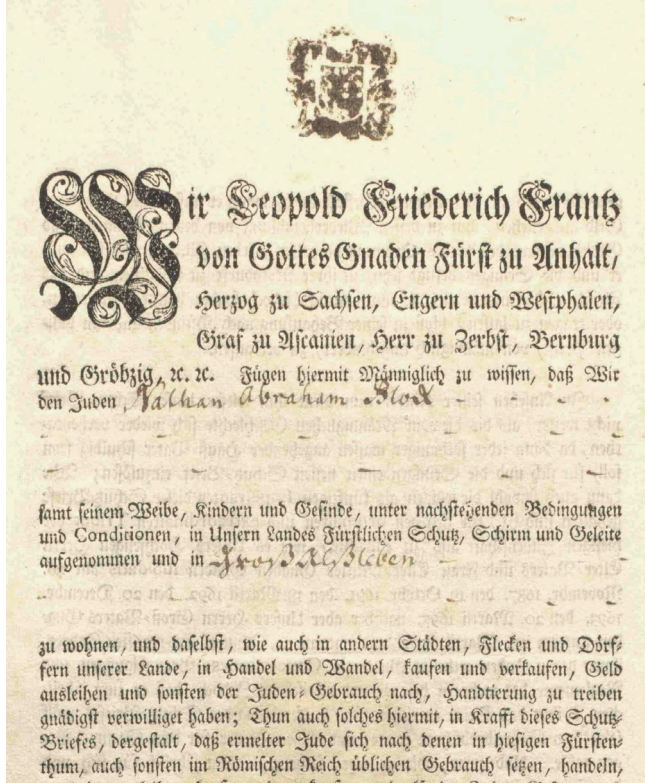 Wir Leopold Friederich Frantz
von Gottes Gnaden Fürst zu Anhalt,
Herzog zu Sachsen, Engern und Westphalen,
Graf zu Ascanien, Herr zu Zerbst, Bernburg
und Gröbzig, ꝛc. ꝛc. Fügen hiermit Männiglich zu wissen, daß Wir
den Juden Nathan Abraham Block
samt seinem Weibe, Kindern und Gesinde, unter nachstehenden Bedingungen
und Conditionen, in Unsern Landes Fürstlichen Schutz, Schirm und Geleite
aufgenommen und in Groß Alßleben
zu wohnen, und daselbst, wie auch in andern Städten, Flecken und Dörf-
fern unserer Lande, in Handel und Wandel, kaufen und verkaufen, Geld
ausleihen und sonsten der Juden-Gebrauch nach, Handtierung zu treiben
gnädigst verwilliget haben; Thun auch solches hiermit, in Krafft dieses Schutz-
Briefes, dergestalt, daß ermelter Jude sich nach denen in hiesigen Fürsten-
thum, auch sonsten im Römischen Reich üblichen Gebrauch setzen, handeln,